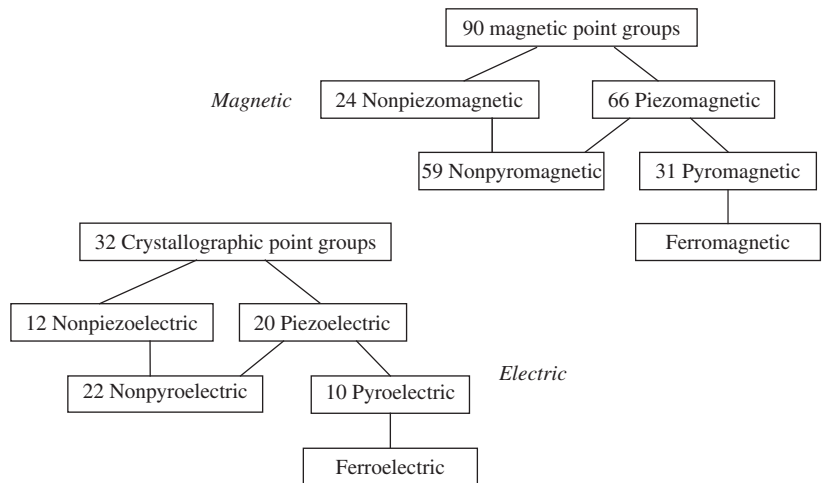 90 magnetic point groups
Magnetic
24 Nonpiezomagnetic
66 Piezomagnetic
59 Nonpyromagnetic
31 Pyromagnetic
Ferromagnetic
32 Crystallographic point groups
12 Nonpiezoelectric
20 Piezoelectric
22 Nonpyroelectric
10 Pyroelectric
Electric
Ferroelectric